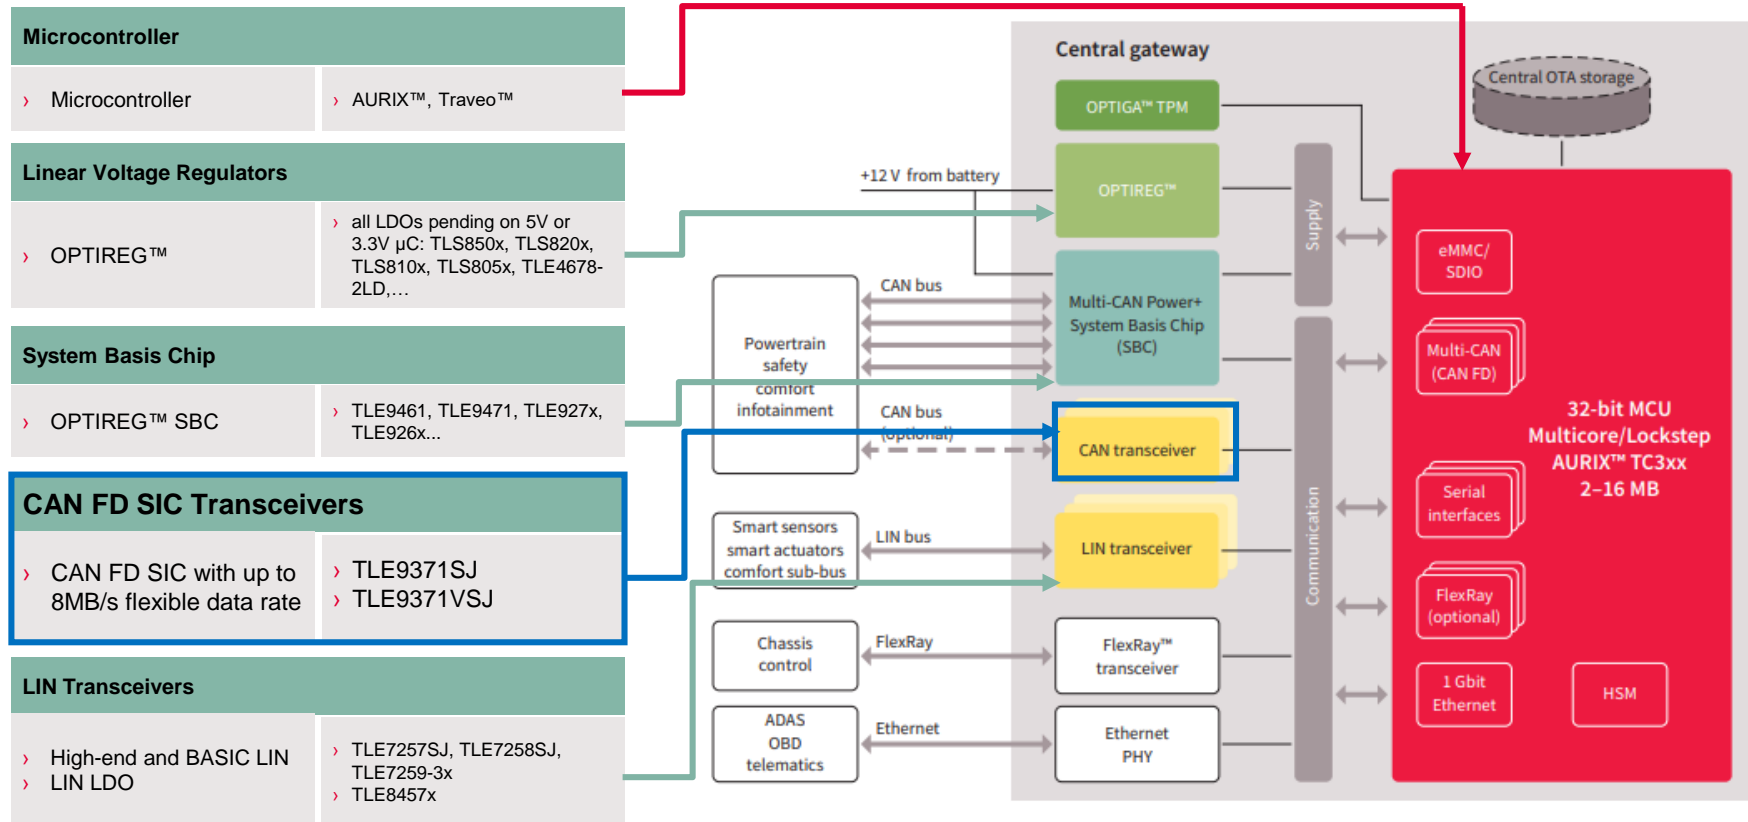 Microcontroller
› Microcontroller
› AURIX™, Traveo™
Linear Voltage Regulators
› OPTIREG™
› all LDOs pending on 5V or
3.3V µC: TLS850x, TLS820x,
TLS810x, TLS805x, TLE4678-
2LD,…
System Basis Chip
› OPTIREG™ SBC
› TLE9461, TLE9471, TLE927x,
TLE926x...
CAN FD SIC Transceivers
› CAN FD SIC with up to
8MB/s flexible data rate
› TLE9371SJ
› TLE9371VSJ
LIN Transceivers
› High-end and BASIC LIN
› LIN LDO
› TLE7257SJ, TLE7258SJ,
TLE7259-3x
› TLE8457x
Central gateway
OPTIGA™ TPM
+12 V from battery
OPTIREG™
Multi-CAN Power+
System Basis Chip
(SBC)
CAN bus
Powertrain
safety
comfort
infotainment
CAN bus
(optional)
CAN transceiver
Smart sensors
smart actuators
comfort sub-bus
LIN bus
LIN transceiver
Chassis
control
FlexRay
FlexRay™
transceiver
ADAS
OBD
telematics
Ethernet
Ethernet
PHY
Supply
Communication
Central OTA storage
eMMC/
SDIO
Multi-CAN
(CAN FD)
32-bit MCU
Multicore/Lockstep
AURIX™ TC3xx
2–16 MB
Serial
interfaces
FlexRay
(optional)
1 Gbit
Ethernet
HSM